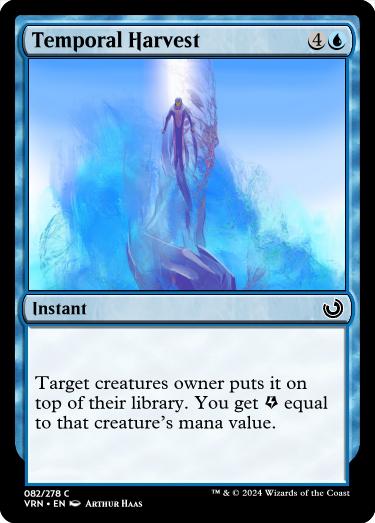 Temporal Harvest 4
Instant
Target creatures owner puts it on
top of their library. You get equal
to that creature's mana value.
082/278 C
VRN • EN Arthur Haas
™ & © 2024 Wizards of the Coast